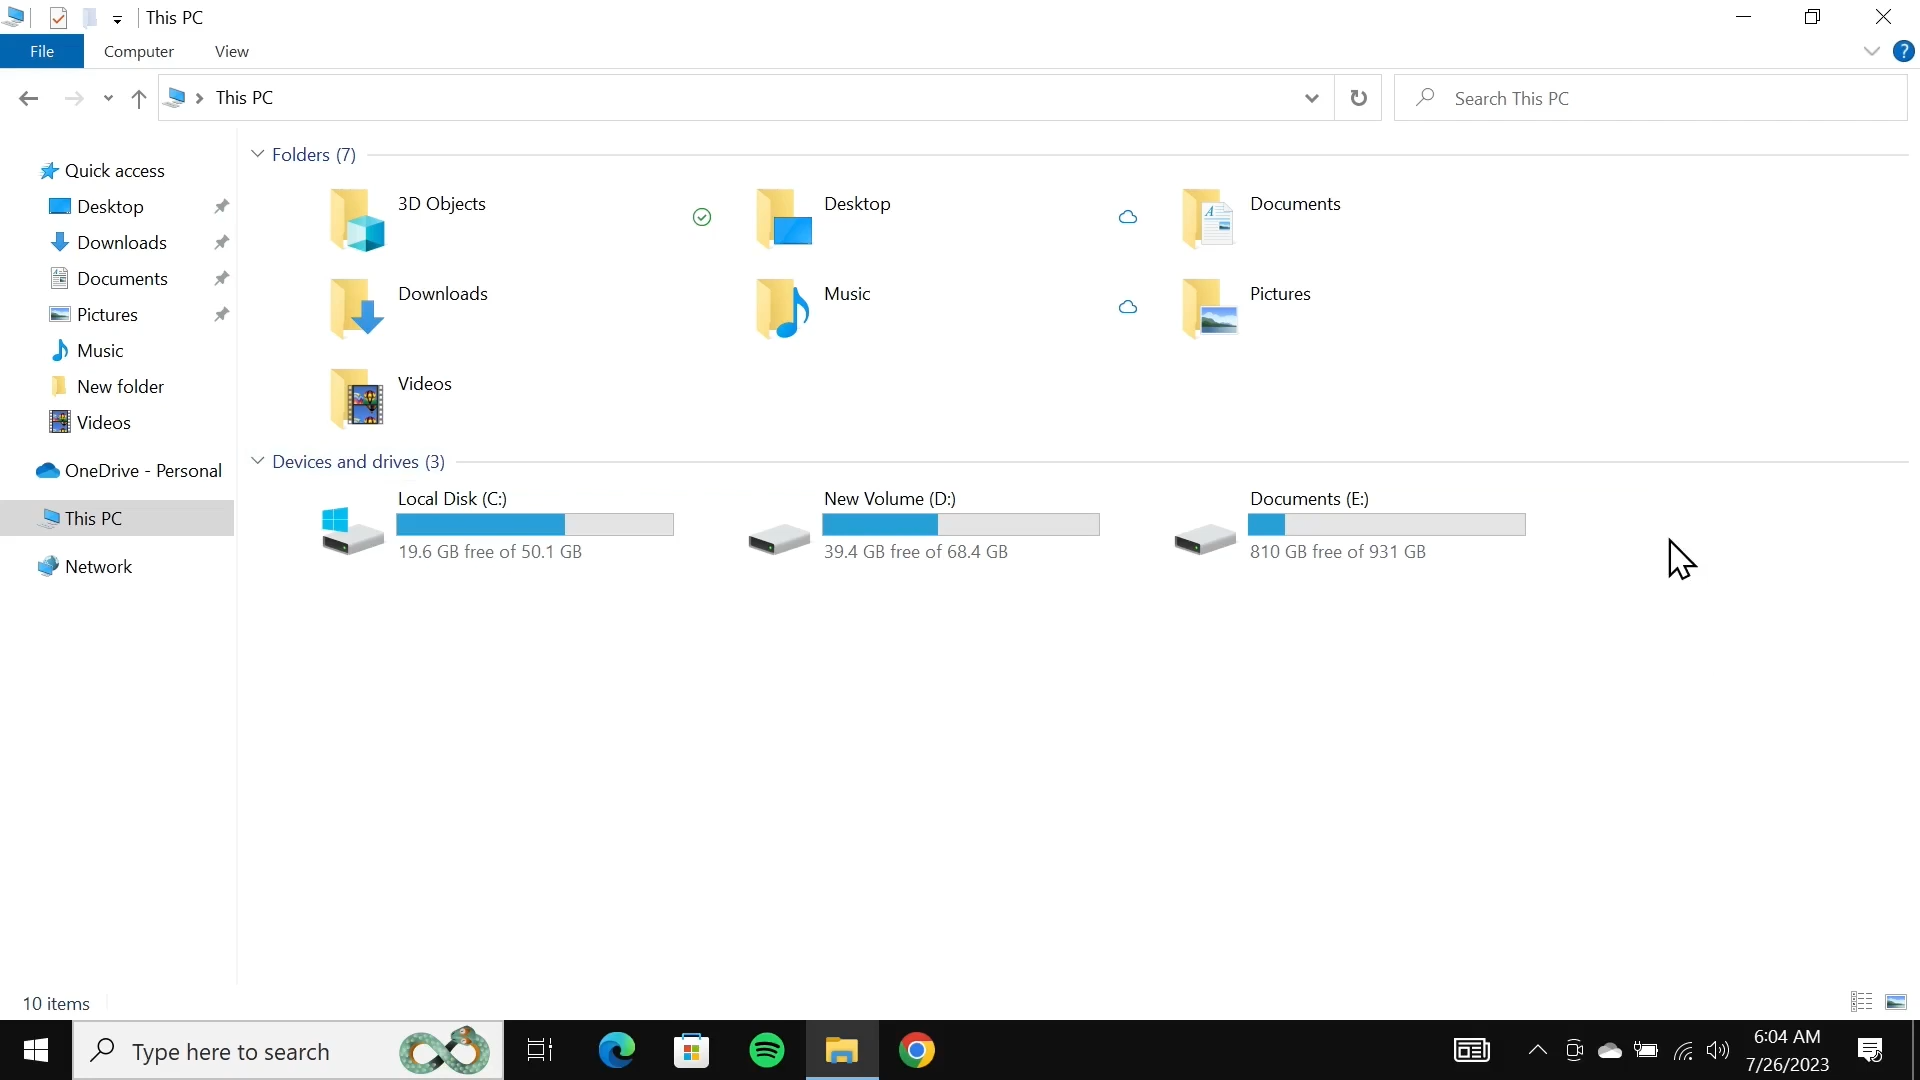 This PC
File Computer View
This PC
Search This PC
Quick access
Desktop
Downloads
Documents
Pictures
Music
New folder
Videos
OneDrive - Personal
This PC
Network
Folders (7)
3D Objects
Desktop
Documents
Downloads
Music
Pictures
Videos
Devices and drives (3)
Local Disk (C:)
19.6 GB free of 50.1 GB
New Volume (D:)
39.4 GB free of 68.4 GB
Documents (E:)
810 GB free of 931 GB
10 items
Type here to search
6:04 AM
7/26/2023